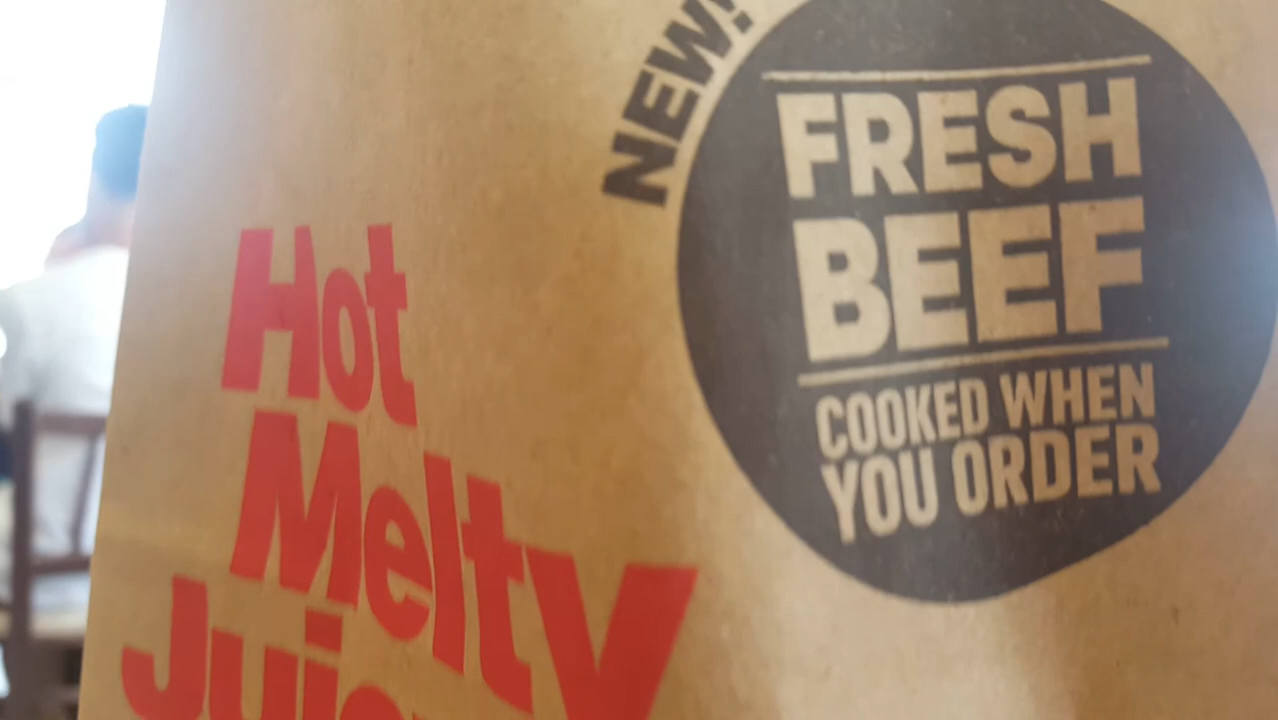 NEW!
FRESH
BEEF
COOKED WHEN
YOU ORDER
Hot
Melty